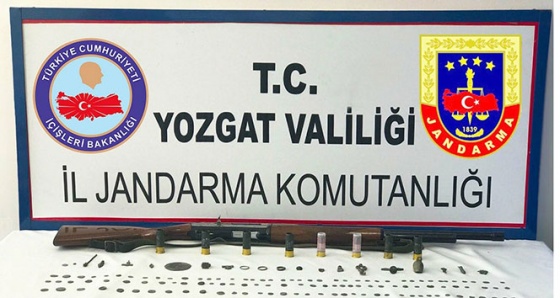 TÜRKİYE CUMHURİYETİ
İÇİŞLERİ BAKANLIĞI
T.C.
YOZGAT VALİLİĞİ
İL JANDARMA KOMUTANLIĞI
1839
JANDARMA